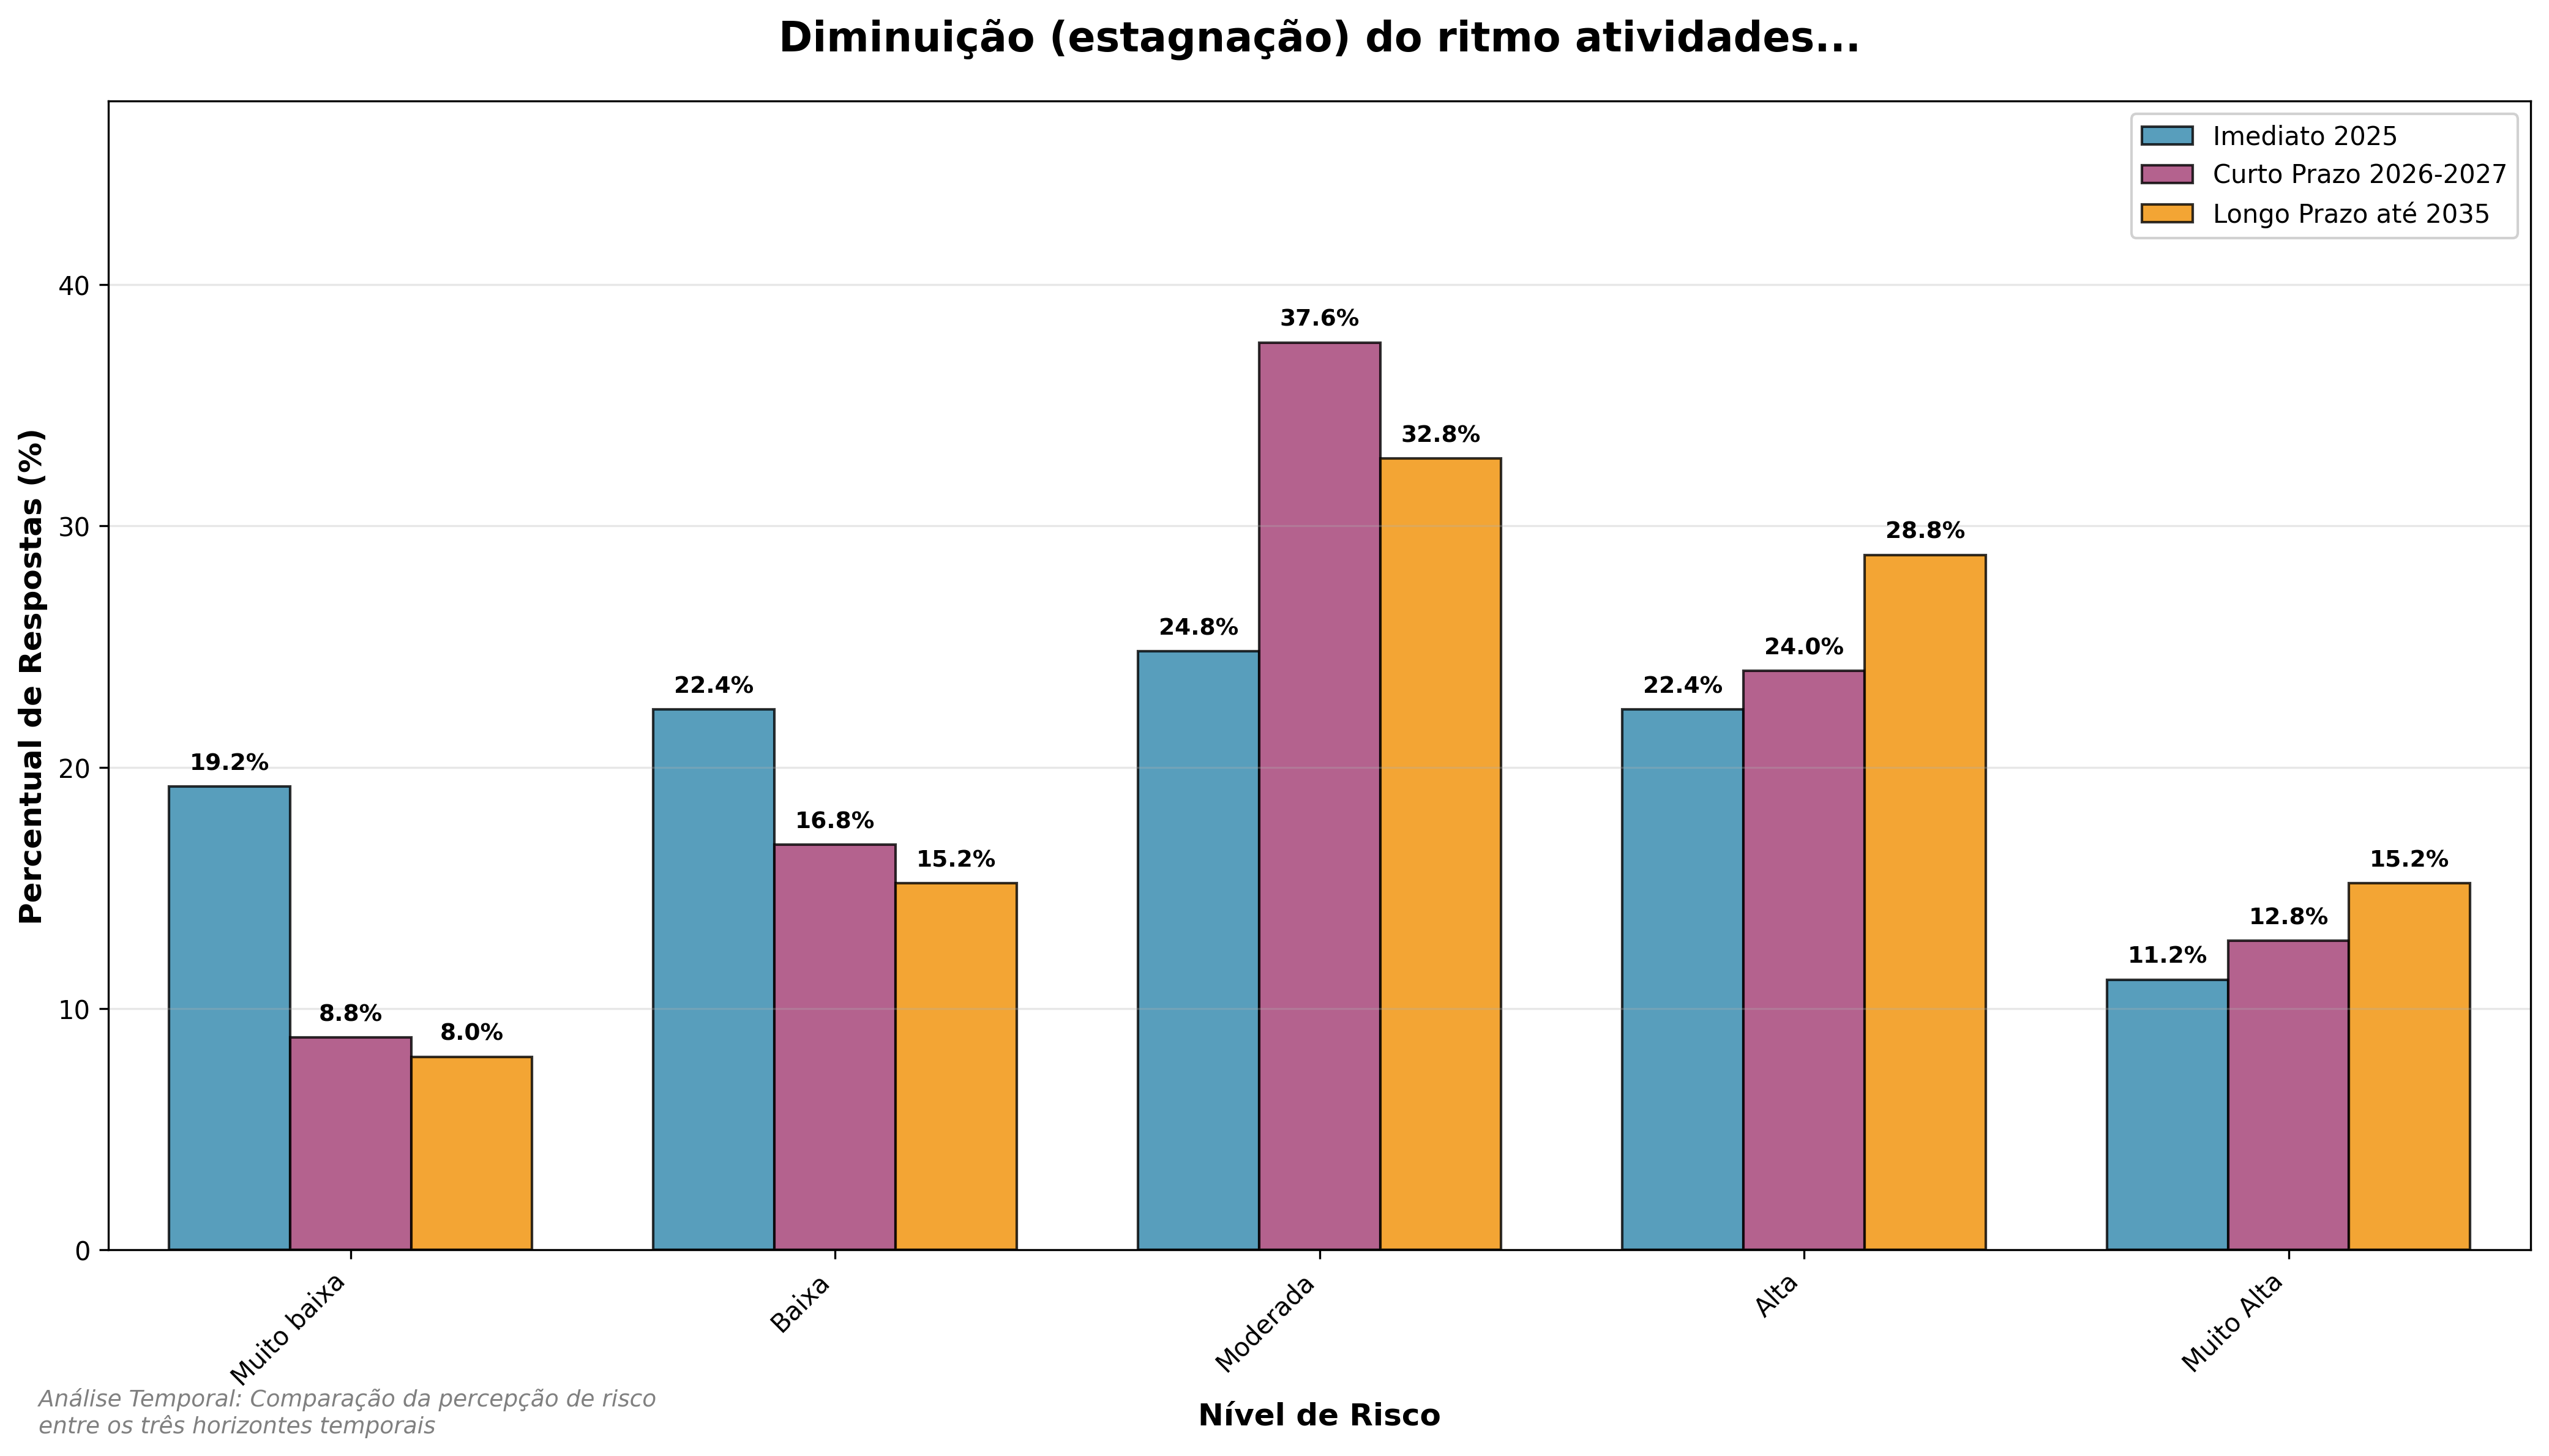 Diminuição (estagnação) do ritmo atividades...
Imediato 2025
Curto Prazo 2026-2027
Longo Prazo até 2035
Percentual de Respostas (%)
40
30
20
10
0
19.2%
8.8%
8.0%
22.4%
16.8%
15.2%
24.8%
37.6%
32.8%
22.4%
24.0%
28.8%
11.2%
12.8%
15.2%
Muito baixa
Baixa
Moderada
Alta
Muito Alta
Nível de Risco
Análise Temporal: Comparação da percepção de risco
entre os três horizontes temporais